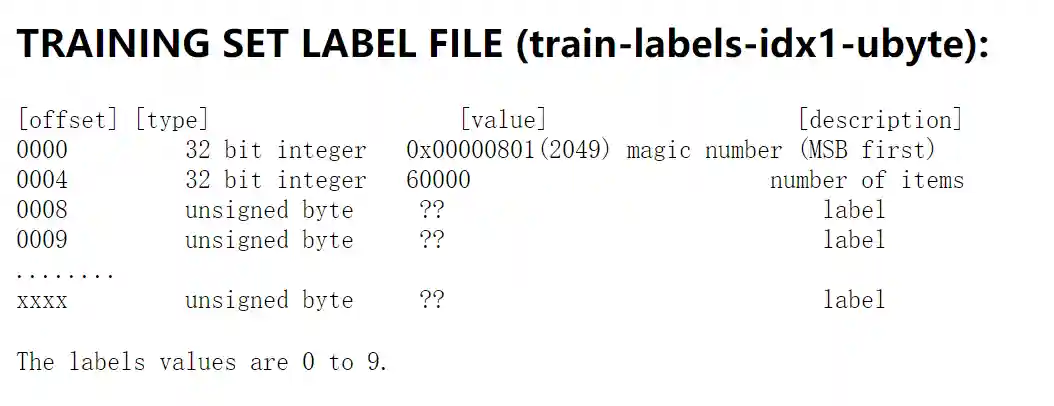 TRAINING SET LABEL FILE (train-labels-idx1-ubyte):
[offset] [type] [value] [description]
0000 32 bit integer 0x00000801(2049) magic number (MSB first)
0004 32 bit integer 60000 number of items
0008 unsigned byte ?? label
0009 unsigned byte ?? label
........
xxxx unsigned byte ?? label
The labels values are 0 to 9.